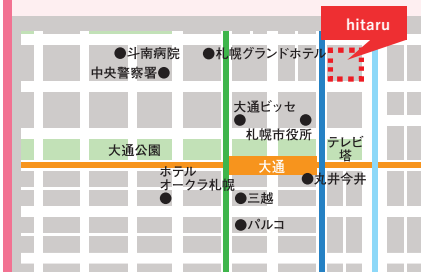 hitaru
斗南病院
札幌グランドホテル
中央警察署
大通ビッセ
札幌市役所
テレビ
塔
大通公園
大通
ホテル
オークラ札幌
丸井今井
三越
パルコ